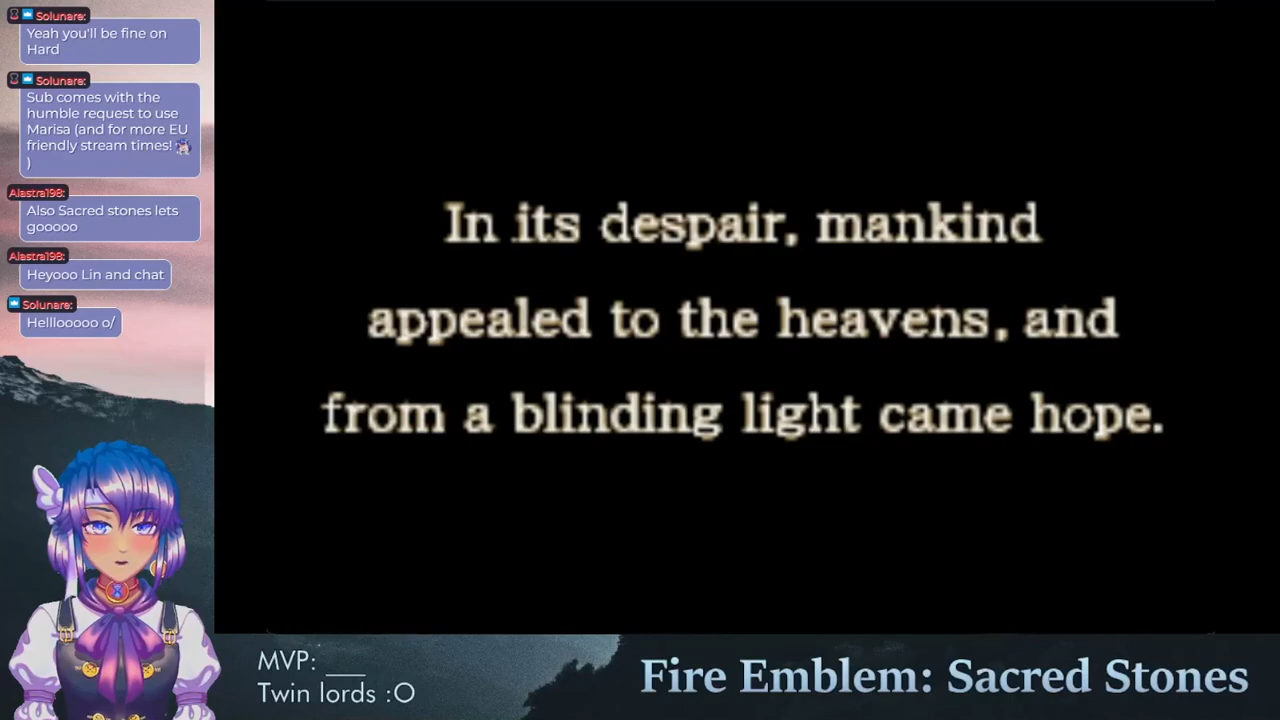 Solunare:
Yeah you'll be fine on
Hard
Solunare:
Sub comes with the
humble request to use
Marisa (and for more EU
friendly stream times!
)
Alastra198:
Also Sacred stones lets
gooooo
Alastra198:
Heyooo Lin and chat
Solunare:
Hellooooo o/
In its despair, mankind
appealed to the heavens, and
from a blinding light came hope.
MVP: ___
Twin lords :O
Fire Emblem: Sacred Stones